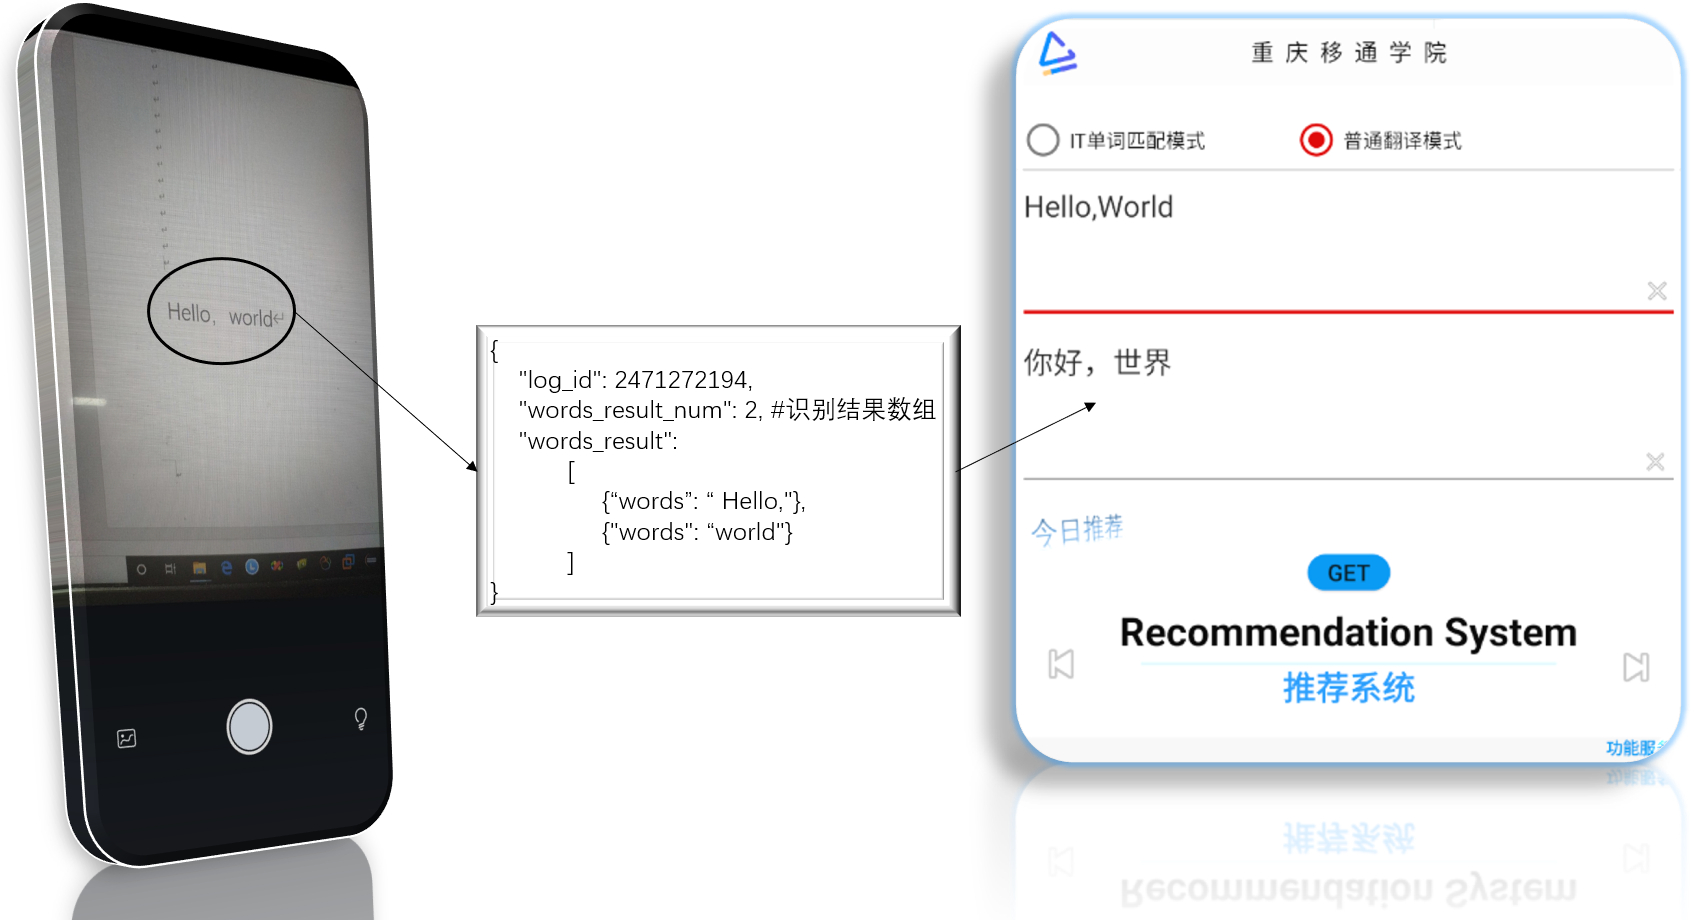 Hello, world
{
"log_id": 2471272194,
"words_result_num": 2, #识别结果数组
"words_result":
[
{“words”: “ Hello,"},
{"words": “world"}
]
}
重庆移通学院
IT单词匹配模式
普通翻译模式
Hello,World
你好，世界
今日推荐
GET
Recommendation System
推荐系统
功能服